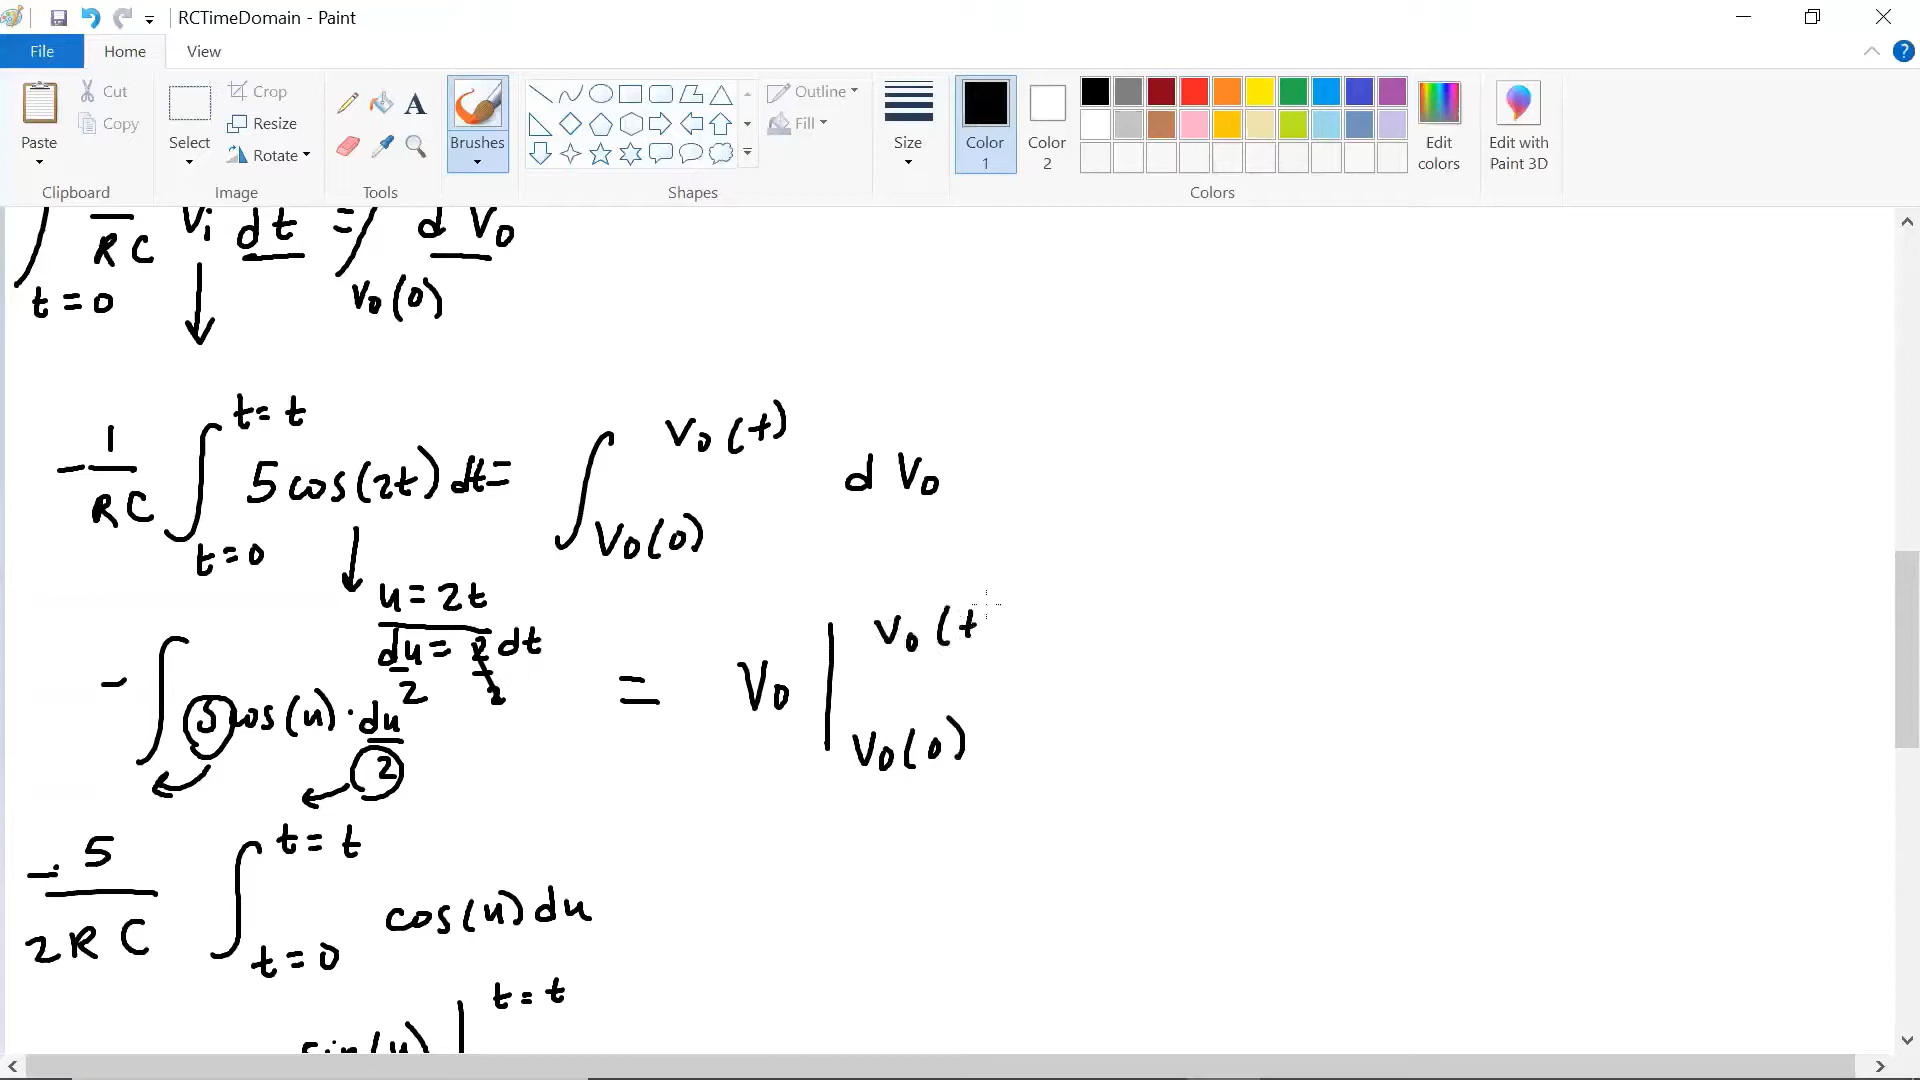 RCTimeDomain - Paint
File Home View
Paste
Cut
Copy
Clipboard
Select
Crop
Resize
Rotate
Image
Tools
Brushes
Shapes
Outline
Fill
Size
Color 1
Color 2
Colors
Edit colors
Edit with Paint 3D
RC Vi dt = d Vo
t = 0 Vo(0)
t = t Vo(t)
- 1/RC ∫ 5 cos(2t) dt = ∫ d Vo
t = 0 Vo(0)
u = 2t
du/2 = 2/2 dt
- ∫ 5 cos(u) · du/2 = Vo | Vo(t
Vo(0)
t = t
- 5/2RC ∫ cos(u) du
t = 0
t = t
sin(u) |